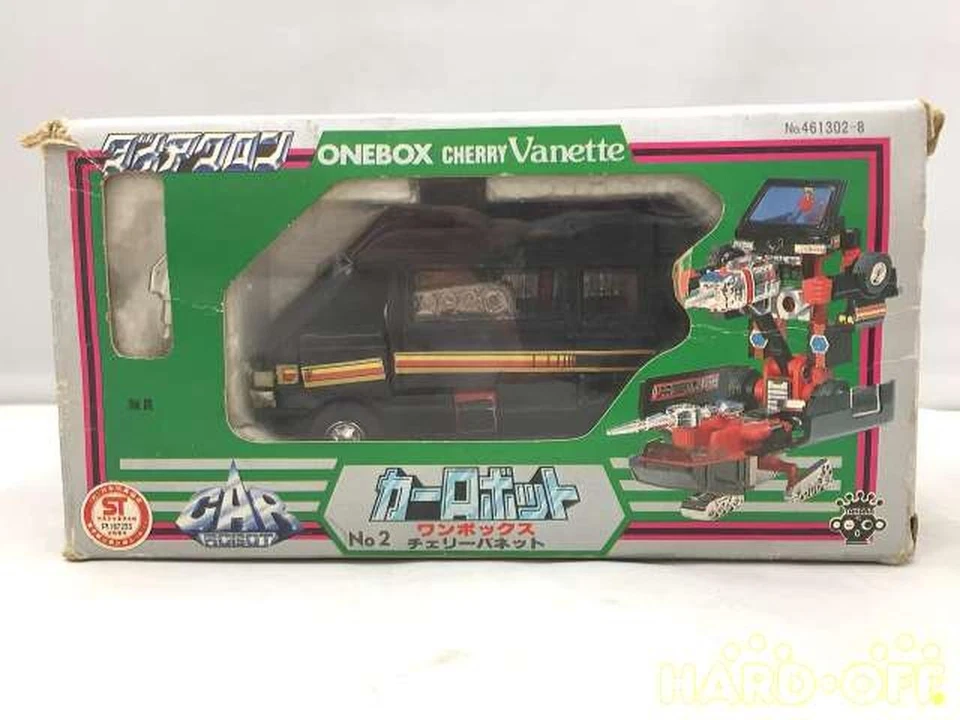 ダイアクロン
ONEBOX CHERRY Vanette
No.461302-8
隊員
ST
CAR
ROBOT
カーロボット
No 2
ワンボックス
チェリーバネット
HARD-OFF